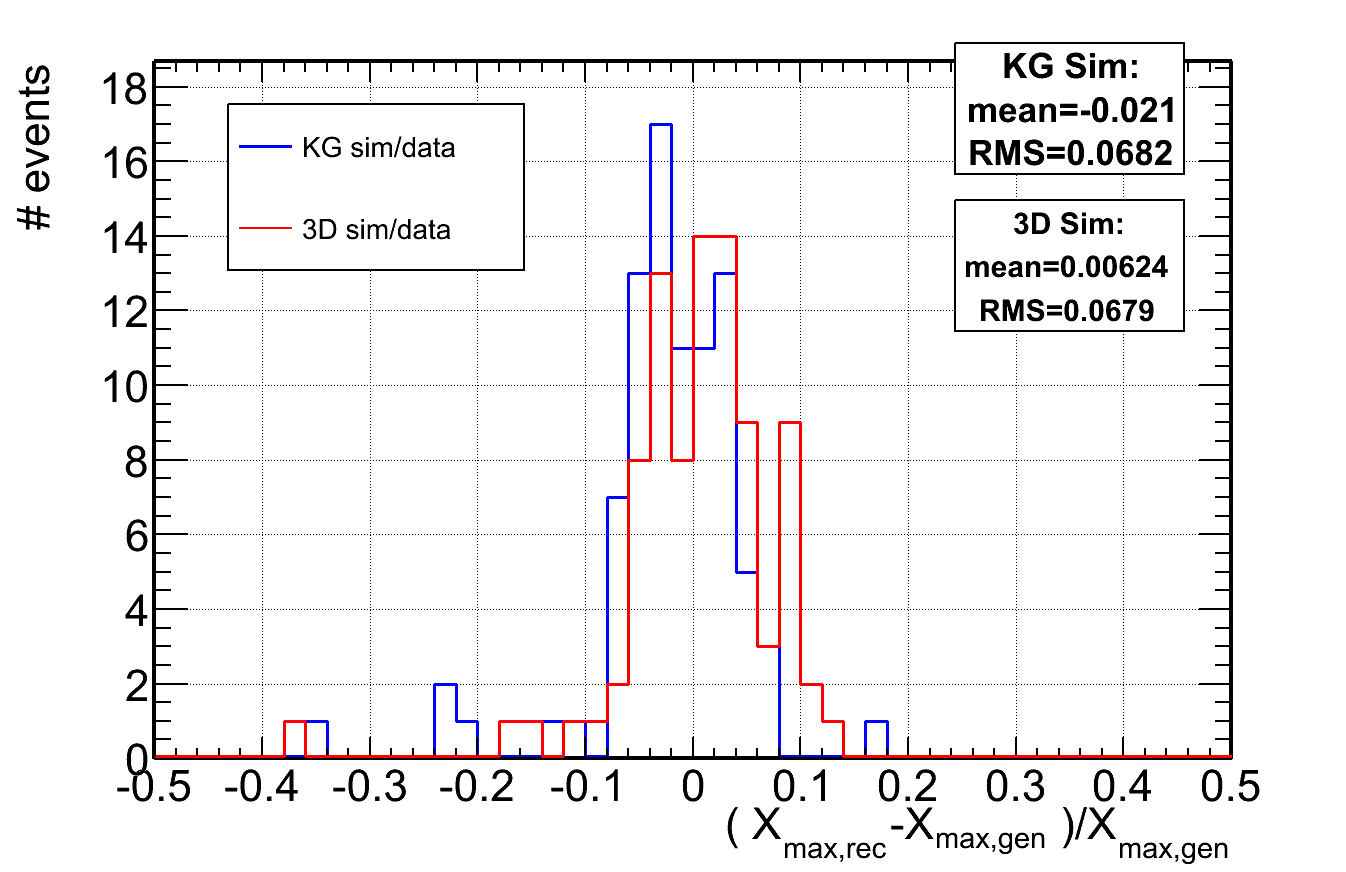 # events
18
16
14
12
10
8
6
4
2
0
KG sim/data
3D sim/data
KG Sim:
mean=-0.021
RMS=0.0682
3D Sim:
mean=0.00624
RMS=0.0679
-0.5 -0.4 -0.3 -0.2 -0.1 0 0.1 0.2 0.3 0.4 0.5
( Xmax,rec-Xmax,gen )/Xmax,gen